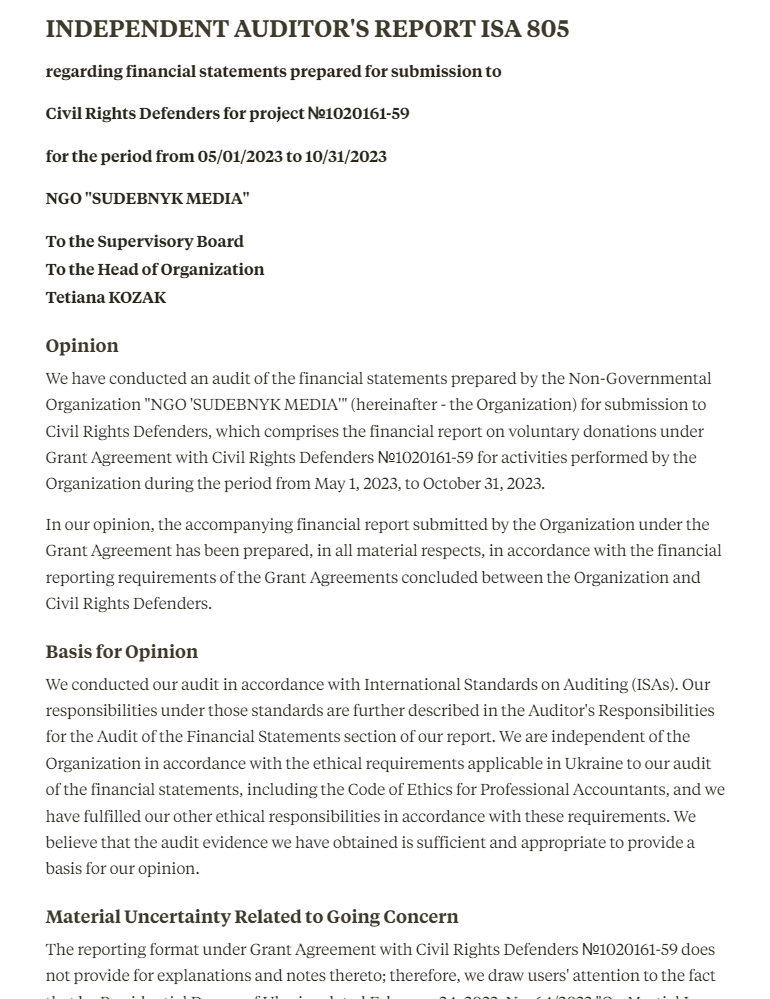 INDEPENDENT AUDITOR'S REPORT ISA 805
regarding financial statements prepared for submission to
Civil Rights Defenders for project №1020161-59
for the period from 05/01/2023 to 10/31/2023
NGO "SUDEBNYK MEDIA"
To the Supervisory Board
To the Head of Organization
Tetiana KOZAK
Opinion
We have conducted an audit of the financial statements prepared by the Non-Governmental
Organization "NGO 'SUDEBNYK MEDIA'" (hereinafter - the Organization) for submission to
Civil Rights Defenders, which comprises the financial report on voluntary donations under
Grant Agreement with Civil Rights Defenders №1020161-59 for activities performed by the
Organization during the period from May 1, 2023, to October 31, 2023.
In our opinion, the accompanying financial report submitted by the Organization under the
Grant Agreement has been prepared, in all material respects, in accordance with the financial
reporting requirements of the Grant Agreements concluded between the Organization and
Civil Rights Defenders.
Basis for Opinion
We conducted our audit in accordance with International Standards on Auditing (ISAs). Our
responsibilities under those standards are further described in the Auditor's Responsibilities
for the Audit of the Financial Statements section of our report. We are independent of the
Organization in accordance with the ethical requirements applicable in Ukraine to our audit
of the financial statements, including the Code of Ethics for Professional Accountants, and we
have fulfilled our other ethical responsibilities in accordance with these requirements. We
believe that the audit evidence we have obtained is sufficient and appropriate to provide a
basis for our opinion.
Material Uncertainty Related to Going Concern
The reporting format under Grant Agreement with Civil Rights Defenders №1020161-59 does
not provide for explanations and notes thereto; therefore, we draw users' attention to the fact